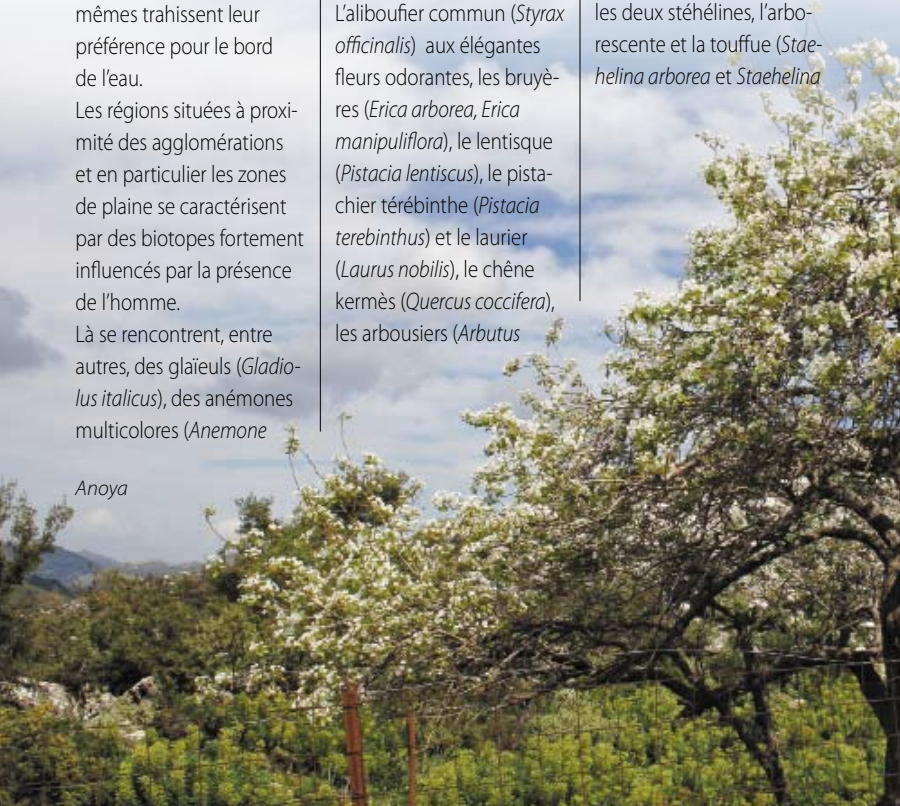 mêmes trahissent leur
préférence pour le bord
de l'eau.
Les régions situées à proxi-
mité des agglomérations
et en particulier les zones
de plaine se caractérisent
par des biotopes fortement
influencés par la présence
de l'homme.
Là se rencontrent, entre
autres, des glaïeuls (Gladio-
lus italicus), des anémones
multicolores (Anemone
Anoya
L'aliboufier commun (Styrax
officinalis) aux élégantes
fleurs odorantes, les bruyè-
res (Erica arborea, Erica
manipuliflora), le lentisque
(Pistacia lentiscus), le pista-
chier térébinthe (Pistacia
terebinthus) et le laurier
(Laurus nobilis), le chêne
kermès (Quercus coccifera),
les arbousiers (Arbutus
les deux stéhélines, l'arbo-
rescente et la touffue (Stae-
helina arborea et Staehelina